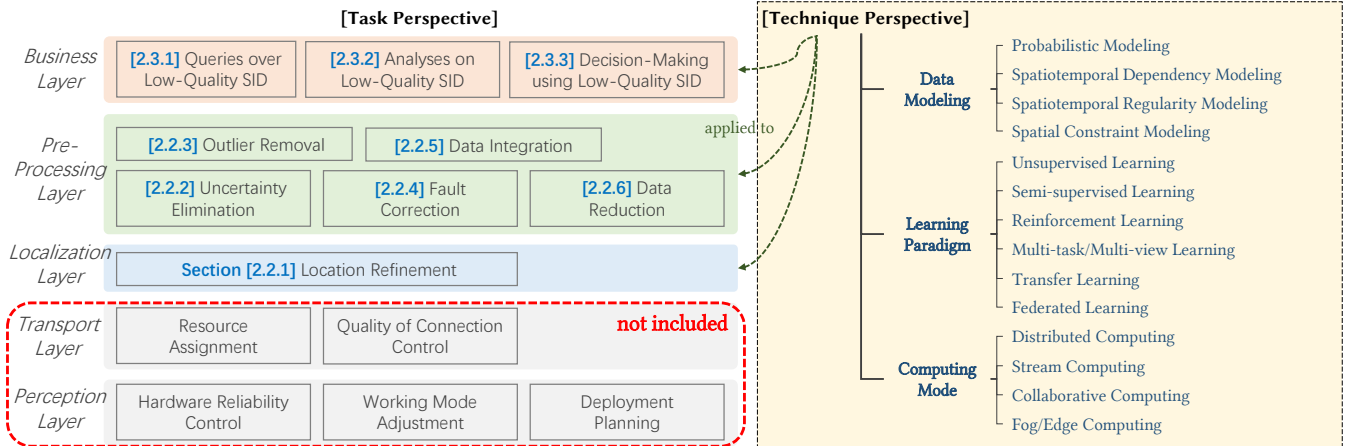 [Task Perspective]
Business
Layer
[2.3.1] Queries over
Low-Quality SID
[2.3.2] Analyses on
Low-Quality SID
[2.3.3] Decision-Making
using Low-Quality SID
Pre-
Processing
Layer
[2.2.3] Outlier Removal
[2.2.5] Data Integration
[2.2.2] Uncertainty
Elimination
[2.2.4] Fault
Correction
[2.2.6] Data
Reduction
Localization
Layer
Section [2.2.1] Location Refinement
Transport
Layer
Resource
Assignment
Quality of Connection
Control
not included
Perception
Layer
Hardware Reliability
Control
Working Mode
Adjustment
Deployment
Planning
applied to
[Technique Perspective]
Data
Modeling
Probabilistic Modeling
Spatiotemporal Dependency Modeling
Spatiotemporal Regularity Modeling
Spatial Constraint Modeling
Learning
Paradigm
Unsupervised Learning
Semi-supervised Learning
Reinforcement Learning
Multi-task/Multi-view Learning
Transfer Learning
Federated Learning
Computing
Mode
Distributed Computing
Stream Computing
Collaborative Computing
Fog/Edge Computing